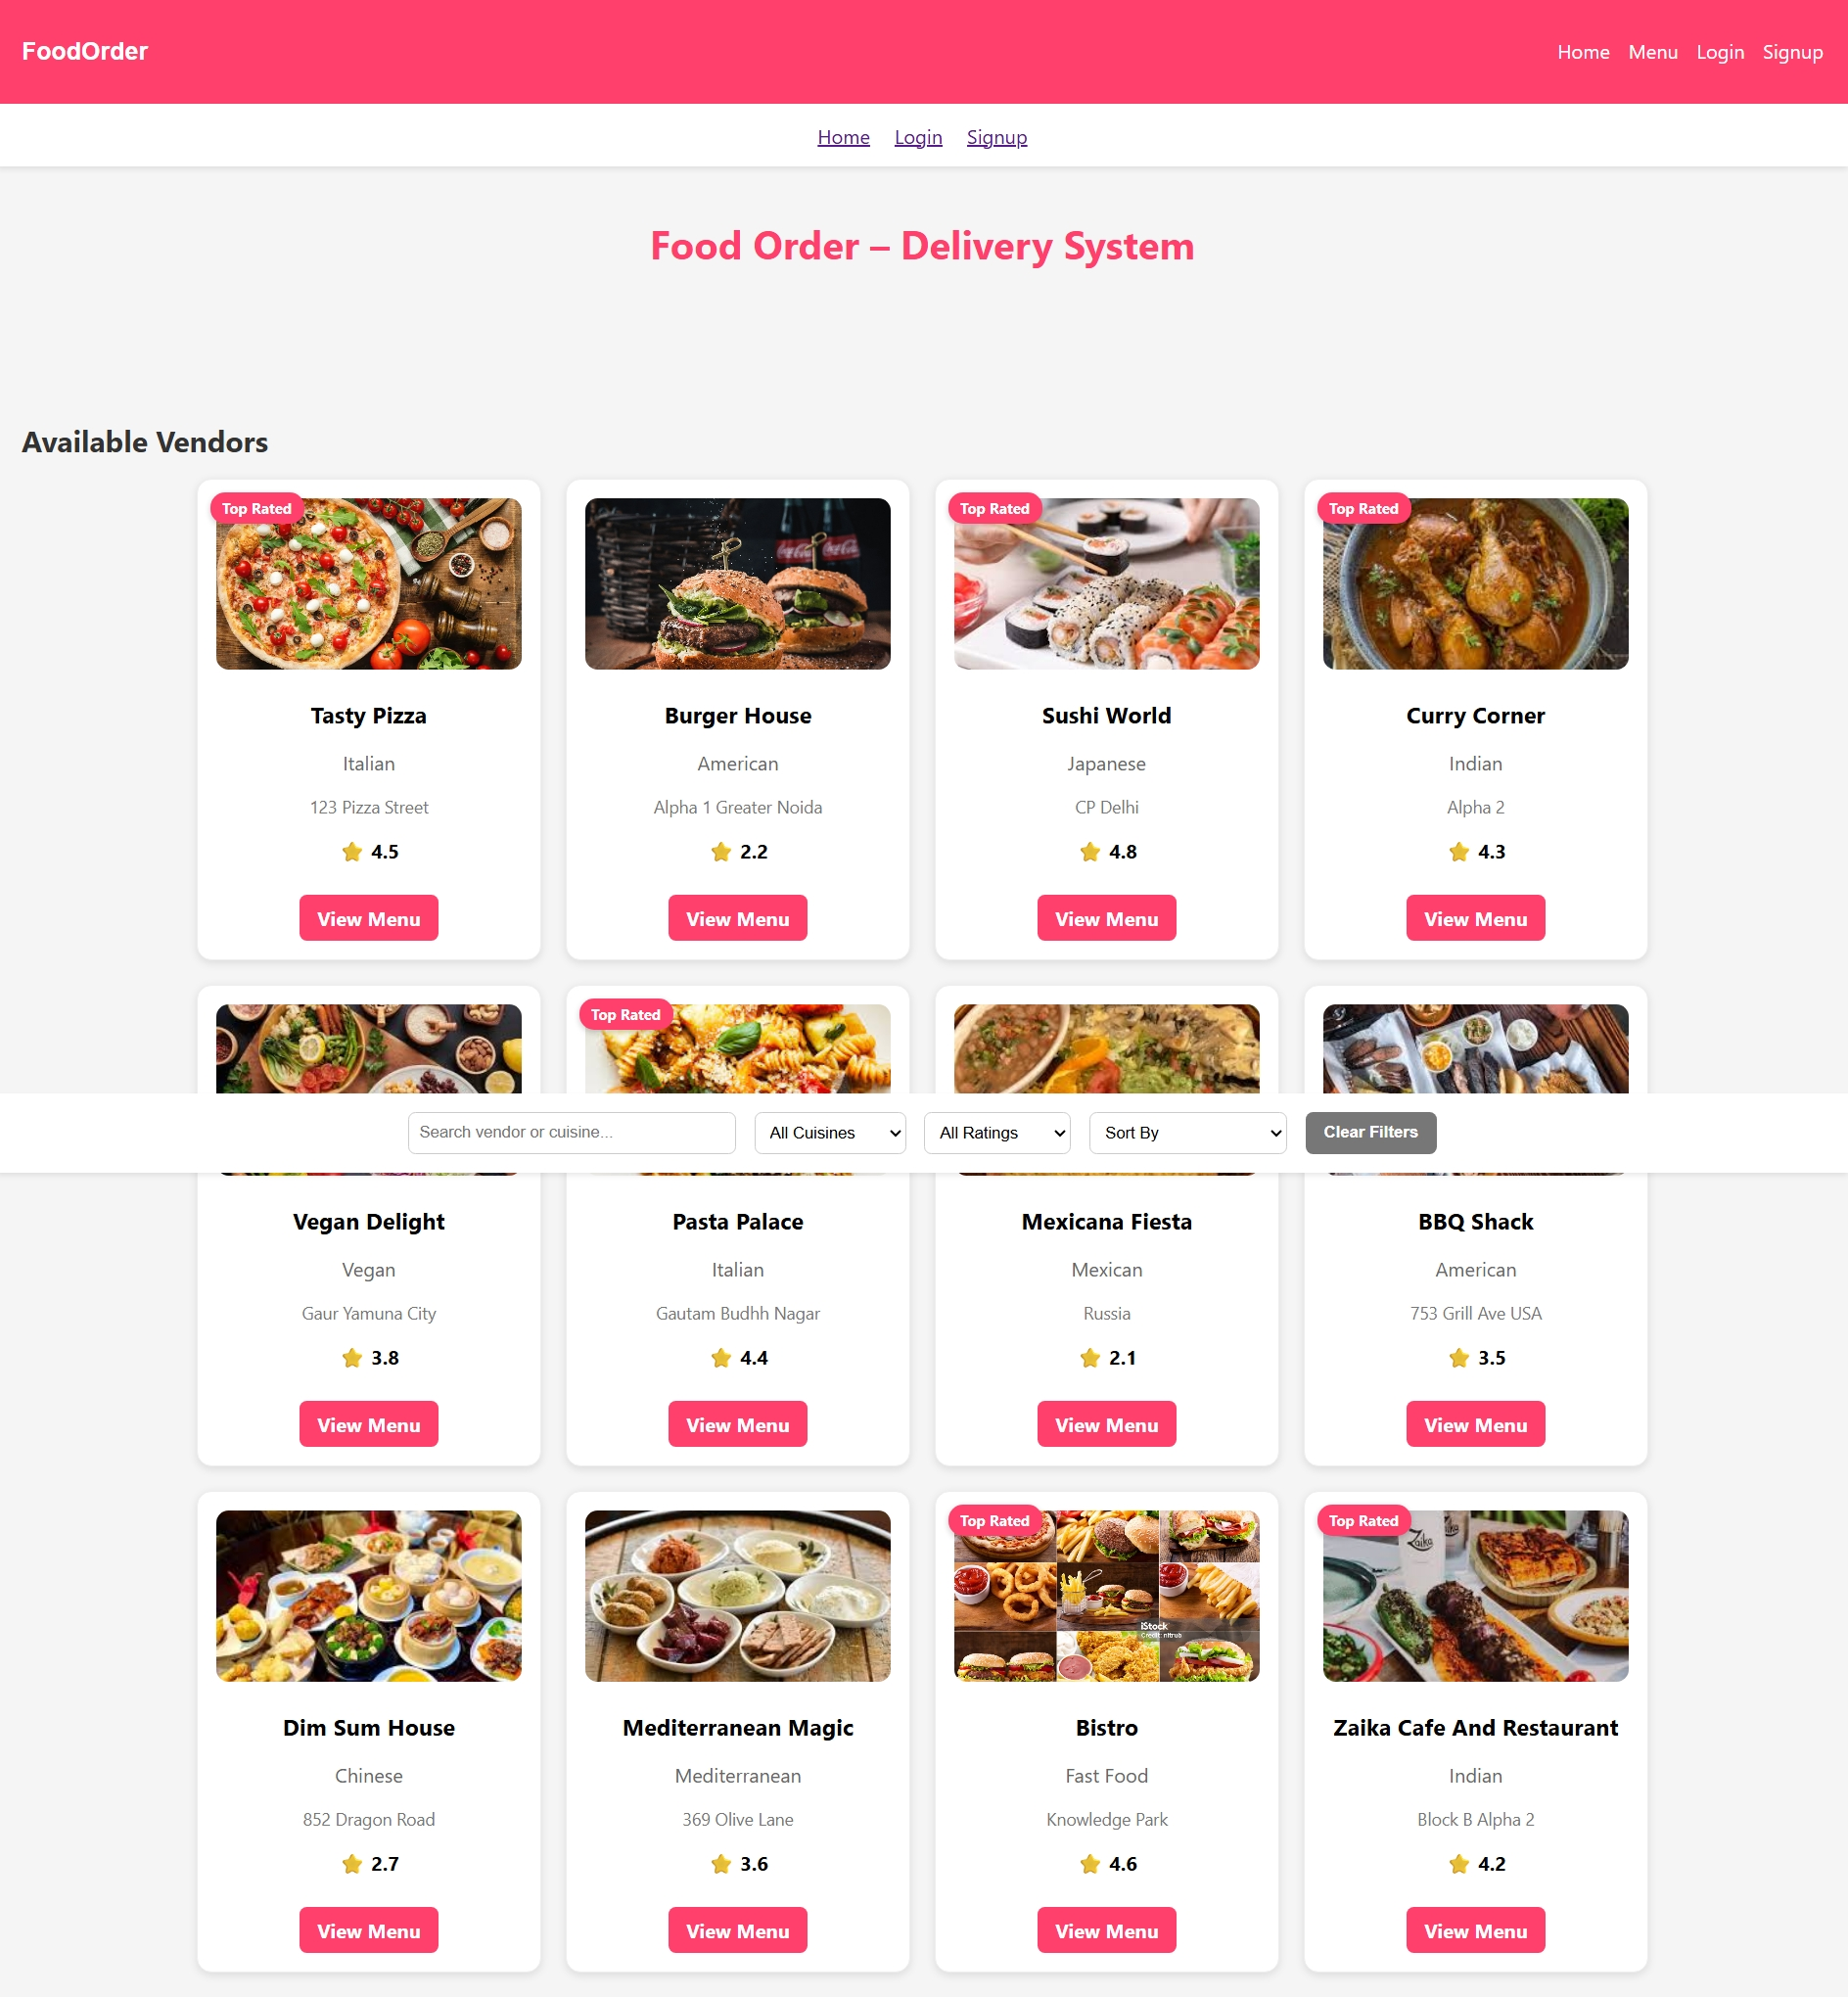 FoodOrder
Home Menu Login Signup
Home Login Signup
Food Order – Delivery System
Available Vendors
Top Rated
Tasty Pizza
Italian
123 Pizza Street
4.5
View Menu
Coca-Cola
Burger House
American
Alpha 1 Greater Noida
2.2
View Menu
Top Rated
Sushi World
Japanese
CP Delhi
4.8
View Menu
Top Rated
Curry Corner
Indian
Alpha 2
4.3
View Menu
Search vendor or cuisine...
All Cuisines
All Ratings
Sort By
Clear Filters
Vegan Delight
Vegan
Gaur Yamuna City
3.8
View Menu
Top Rated
Pasta Palace
Italian
Gautam Budhh Nagar
4.4
View Menu
Mexicana Fiesta
Mexican
Russia
2.1
View Menu
BBQ Shack
American
753 Grill Ave USA
3.5
View Menu
Dim Sum House
Chinese
852 Dragon Road
2.7
View Menu
Mediterranean Magic
Mediterranean
369 Olive Lane
3.6
View Menu
Top Rated
iStock
Credit: nitrub
Bistro
Fast Food
Knowledge Park
4.6
View Menu
Top Rated
Zaika
Zaika Cafe And Restaurant
Indian
Block B Alpha 2
4.2
View Menu